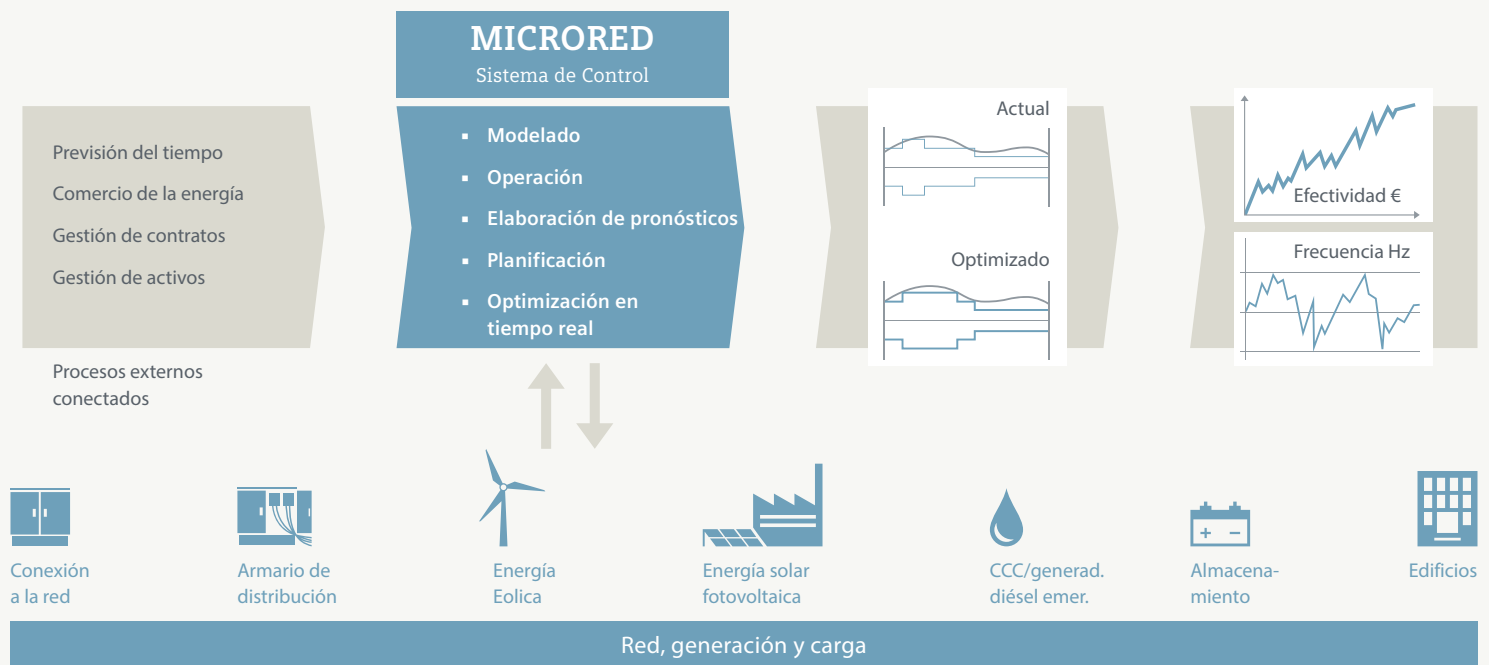 MICRORED
Sistema de Control
Previsión del tiempo
Comercio de la energía
Gestión de contratos
Gestión de activos
Procesos externos
conectados
▪ Modelado
▪ Operación
▪ Elaboración de pronósticos
▪ Planificación
▪ Optimización en
tiempo real
Actual
Optimizado
Efectividad €
Frecuencia Hz
Conexión
a la red
Armario de
distribución
Energía
Eolica
Energía solar
fotovoltaica
CCC/generad.
diésel emer.
+ −
Almacena-
miento
Edificios
Red, generación y carga